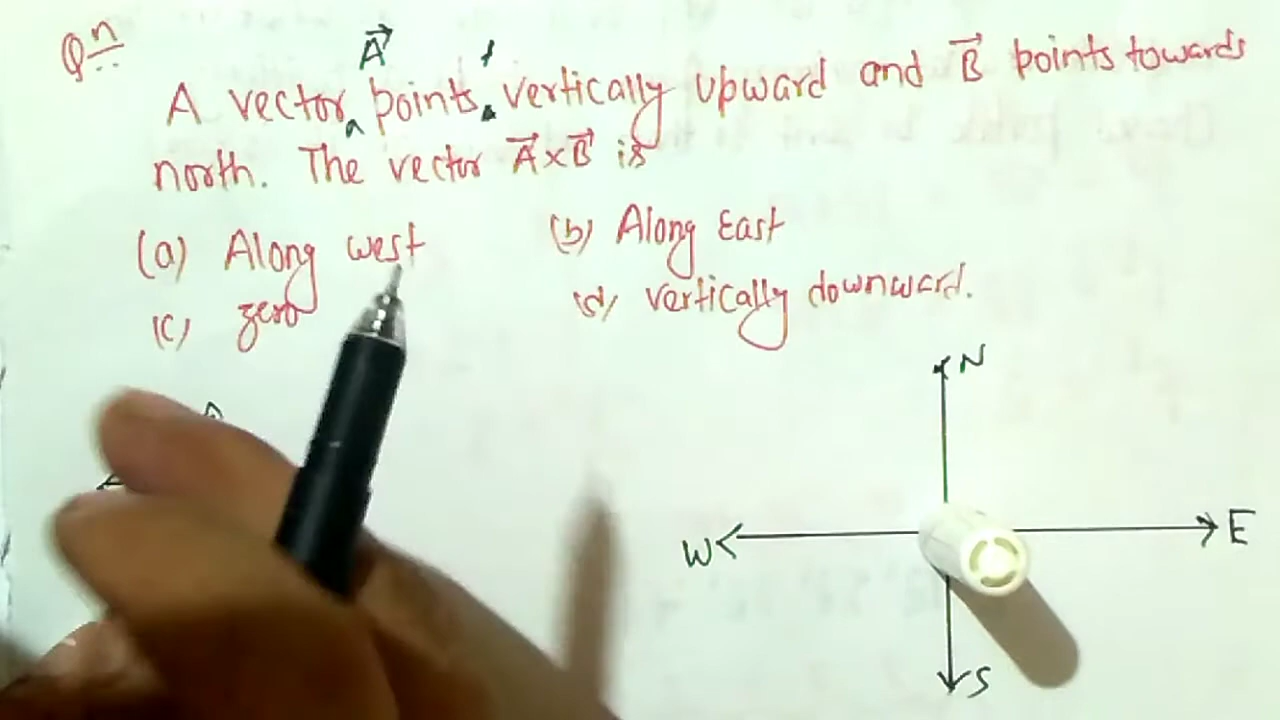 Qn
A⃗
A vector points vertically upward and B⃗ points towards
north. The vector A⃗×B⃗ is
(a) Along west (b) Along East
(c) zero (d) vertically downward.
N
W E
S